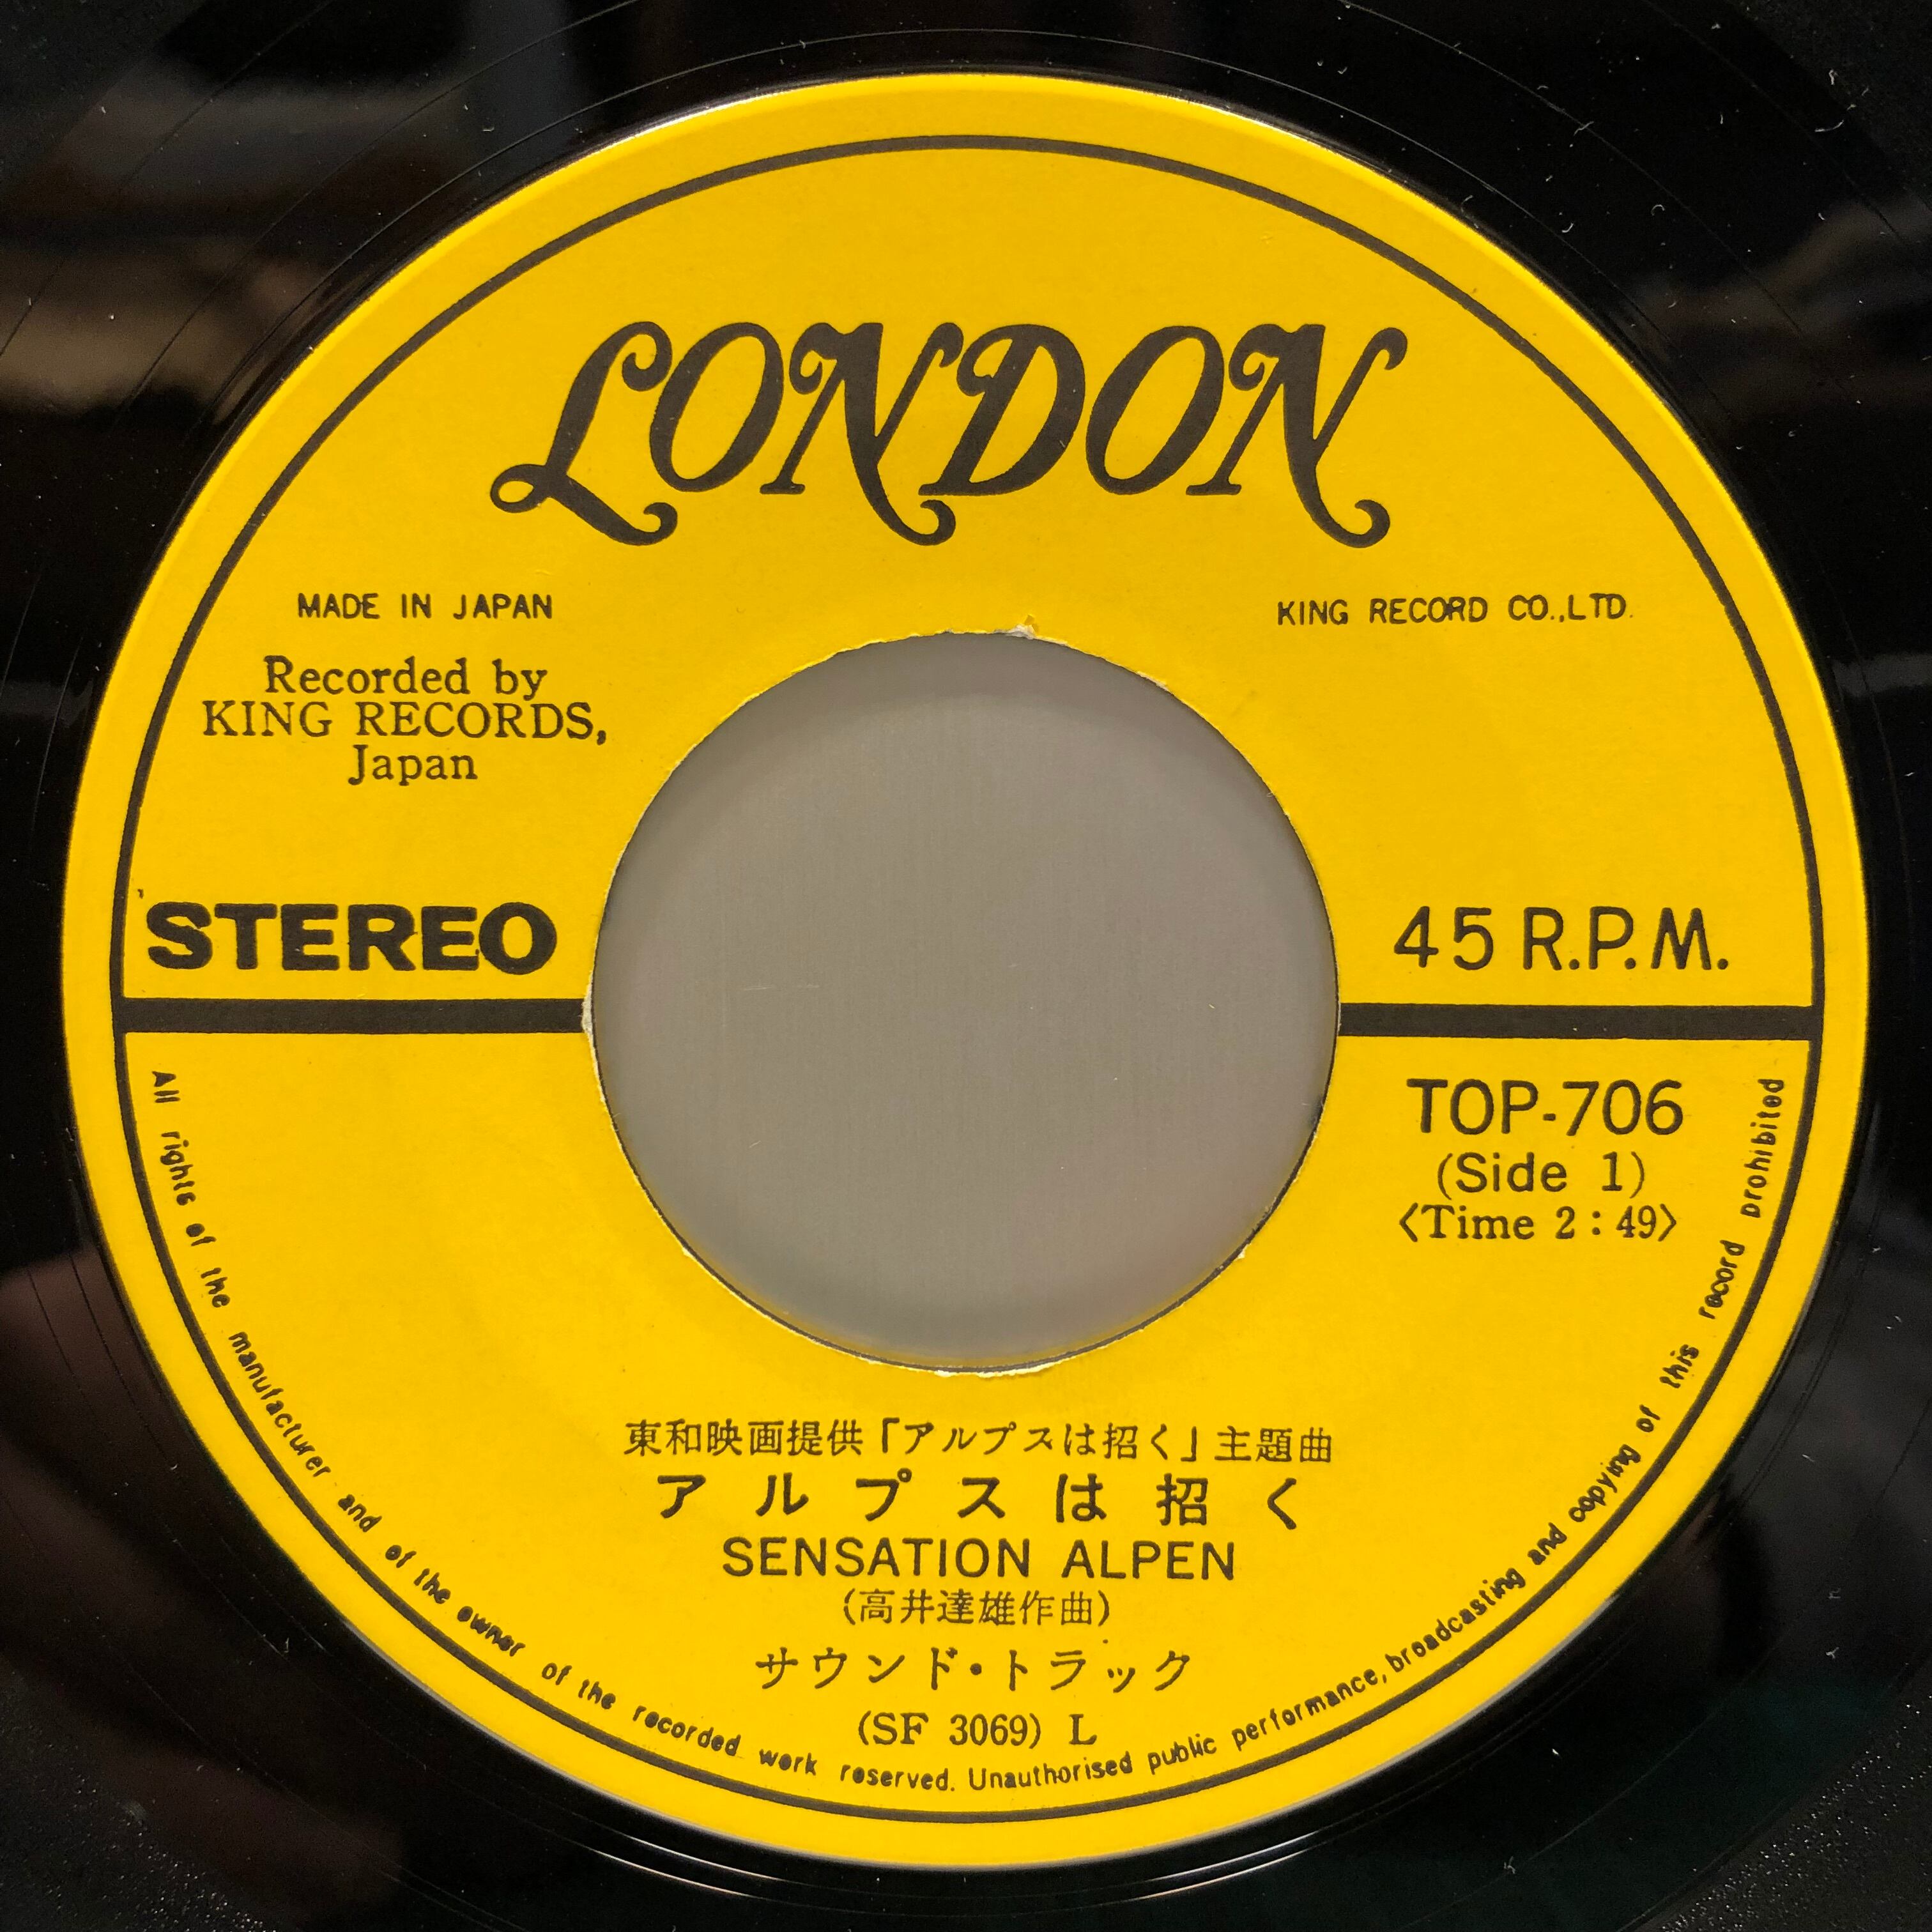 LONDON
MADE IN JAPAN
KING RECORD CO.,LTD.
Recorded by
KING RECORDS,
Japan
STEREO
45 R.P.M.
TOP-706
(Side 1)
〈Time 2:49〉
東和映画提供「アルプスは招く」主題曲
アルプスは招く
SENSATION ALPEN
(高井達雄作曲)
サウンド・トラック
(SF 3069) L
All rights of the manufacturer and of the owner of the recorded work reserved. Unauthorised public performance, broadcasting and copying of this record prohibited